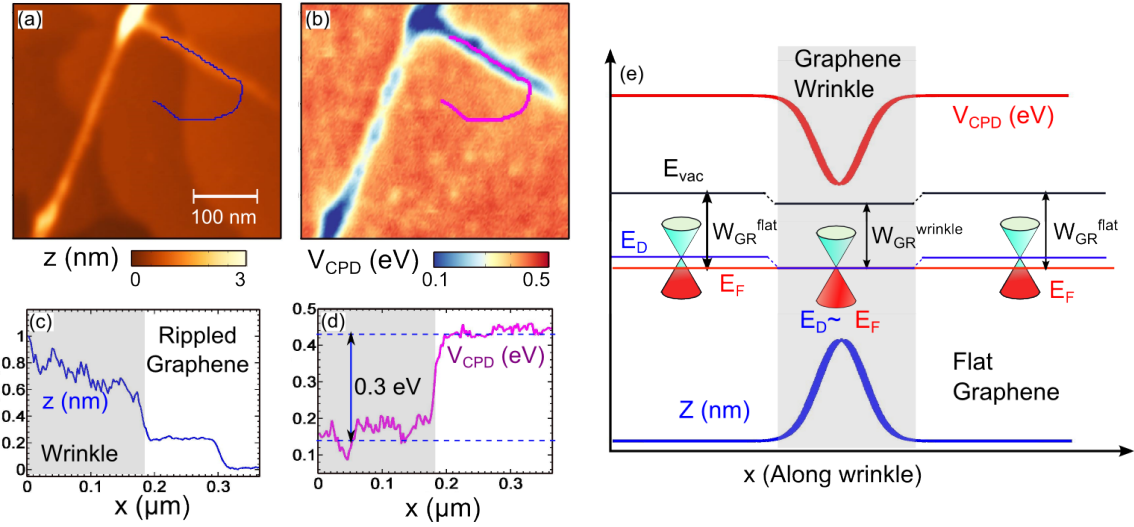 (a)
100 nm
z (nm)
0
3
(b)
V_CPD (eV)
0.1
0.5
(c)
1
0.8
0.6
0.4
0.2
0
Rippled
Graphene
z (nm)
Wrinkle
0
0.1
0.2
0.3
x (µm)
(d)
0.5
0.4
0.3
0.2
0.1
V_CPD (eV)
0.3 eV
0
0.1
0.2
0.3
x (µm)
(e)
Graphene
Wrinkle
V_CPD (eV)
E_vac
W_GR^flat
W_GR^wrinkle
W_GR^flat
E_D
E_F
E_F
E_D~ E_F
Flat
Graphene
Z (nm)
x (Along wrinkle)